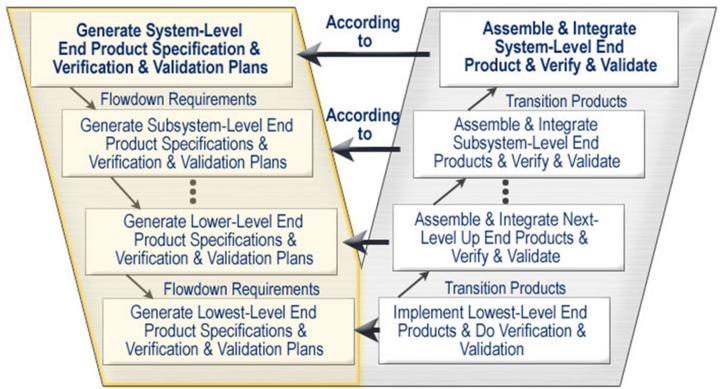 Generate System-Level
End Product Specification &
Verification & Validation Plans
According
to
Assemble & Integrate
System-Level End
Product & Verify & Validate
Flowdown Requirements
Transition Products
Generate Subsystem-Level End
Product Specifications &
Verification & Validation Plans
According
to
Assemble & Integrate
Subsystem-Level End
Products & Verify & Validate
Generate Lower-Level End
Product Specifications &
Verification & Validation Plans
Assemble & Integrate Next-
Level Up End Products &
Verify & Validate
Flowdown Requirements
Transition Products
Generate Lowest-Level End
Product Specifications &
Verification & Validation Plans
Implement Lowest-Level End
Products & Do Verification &
Validation